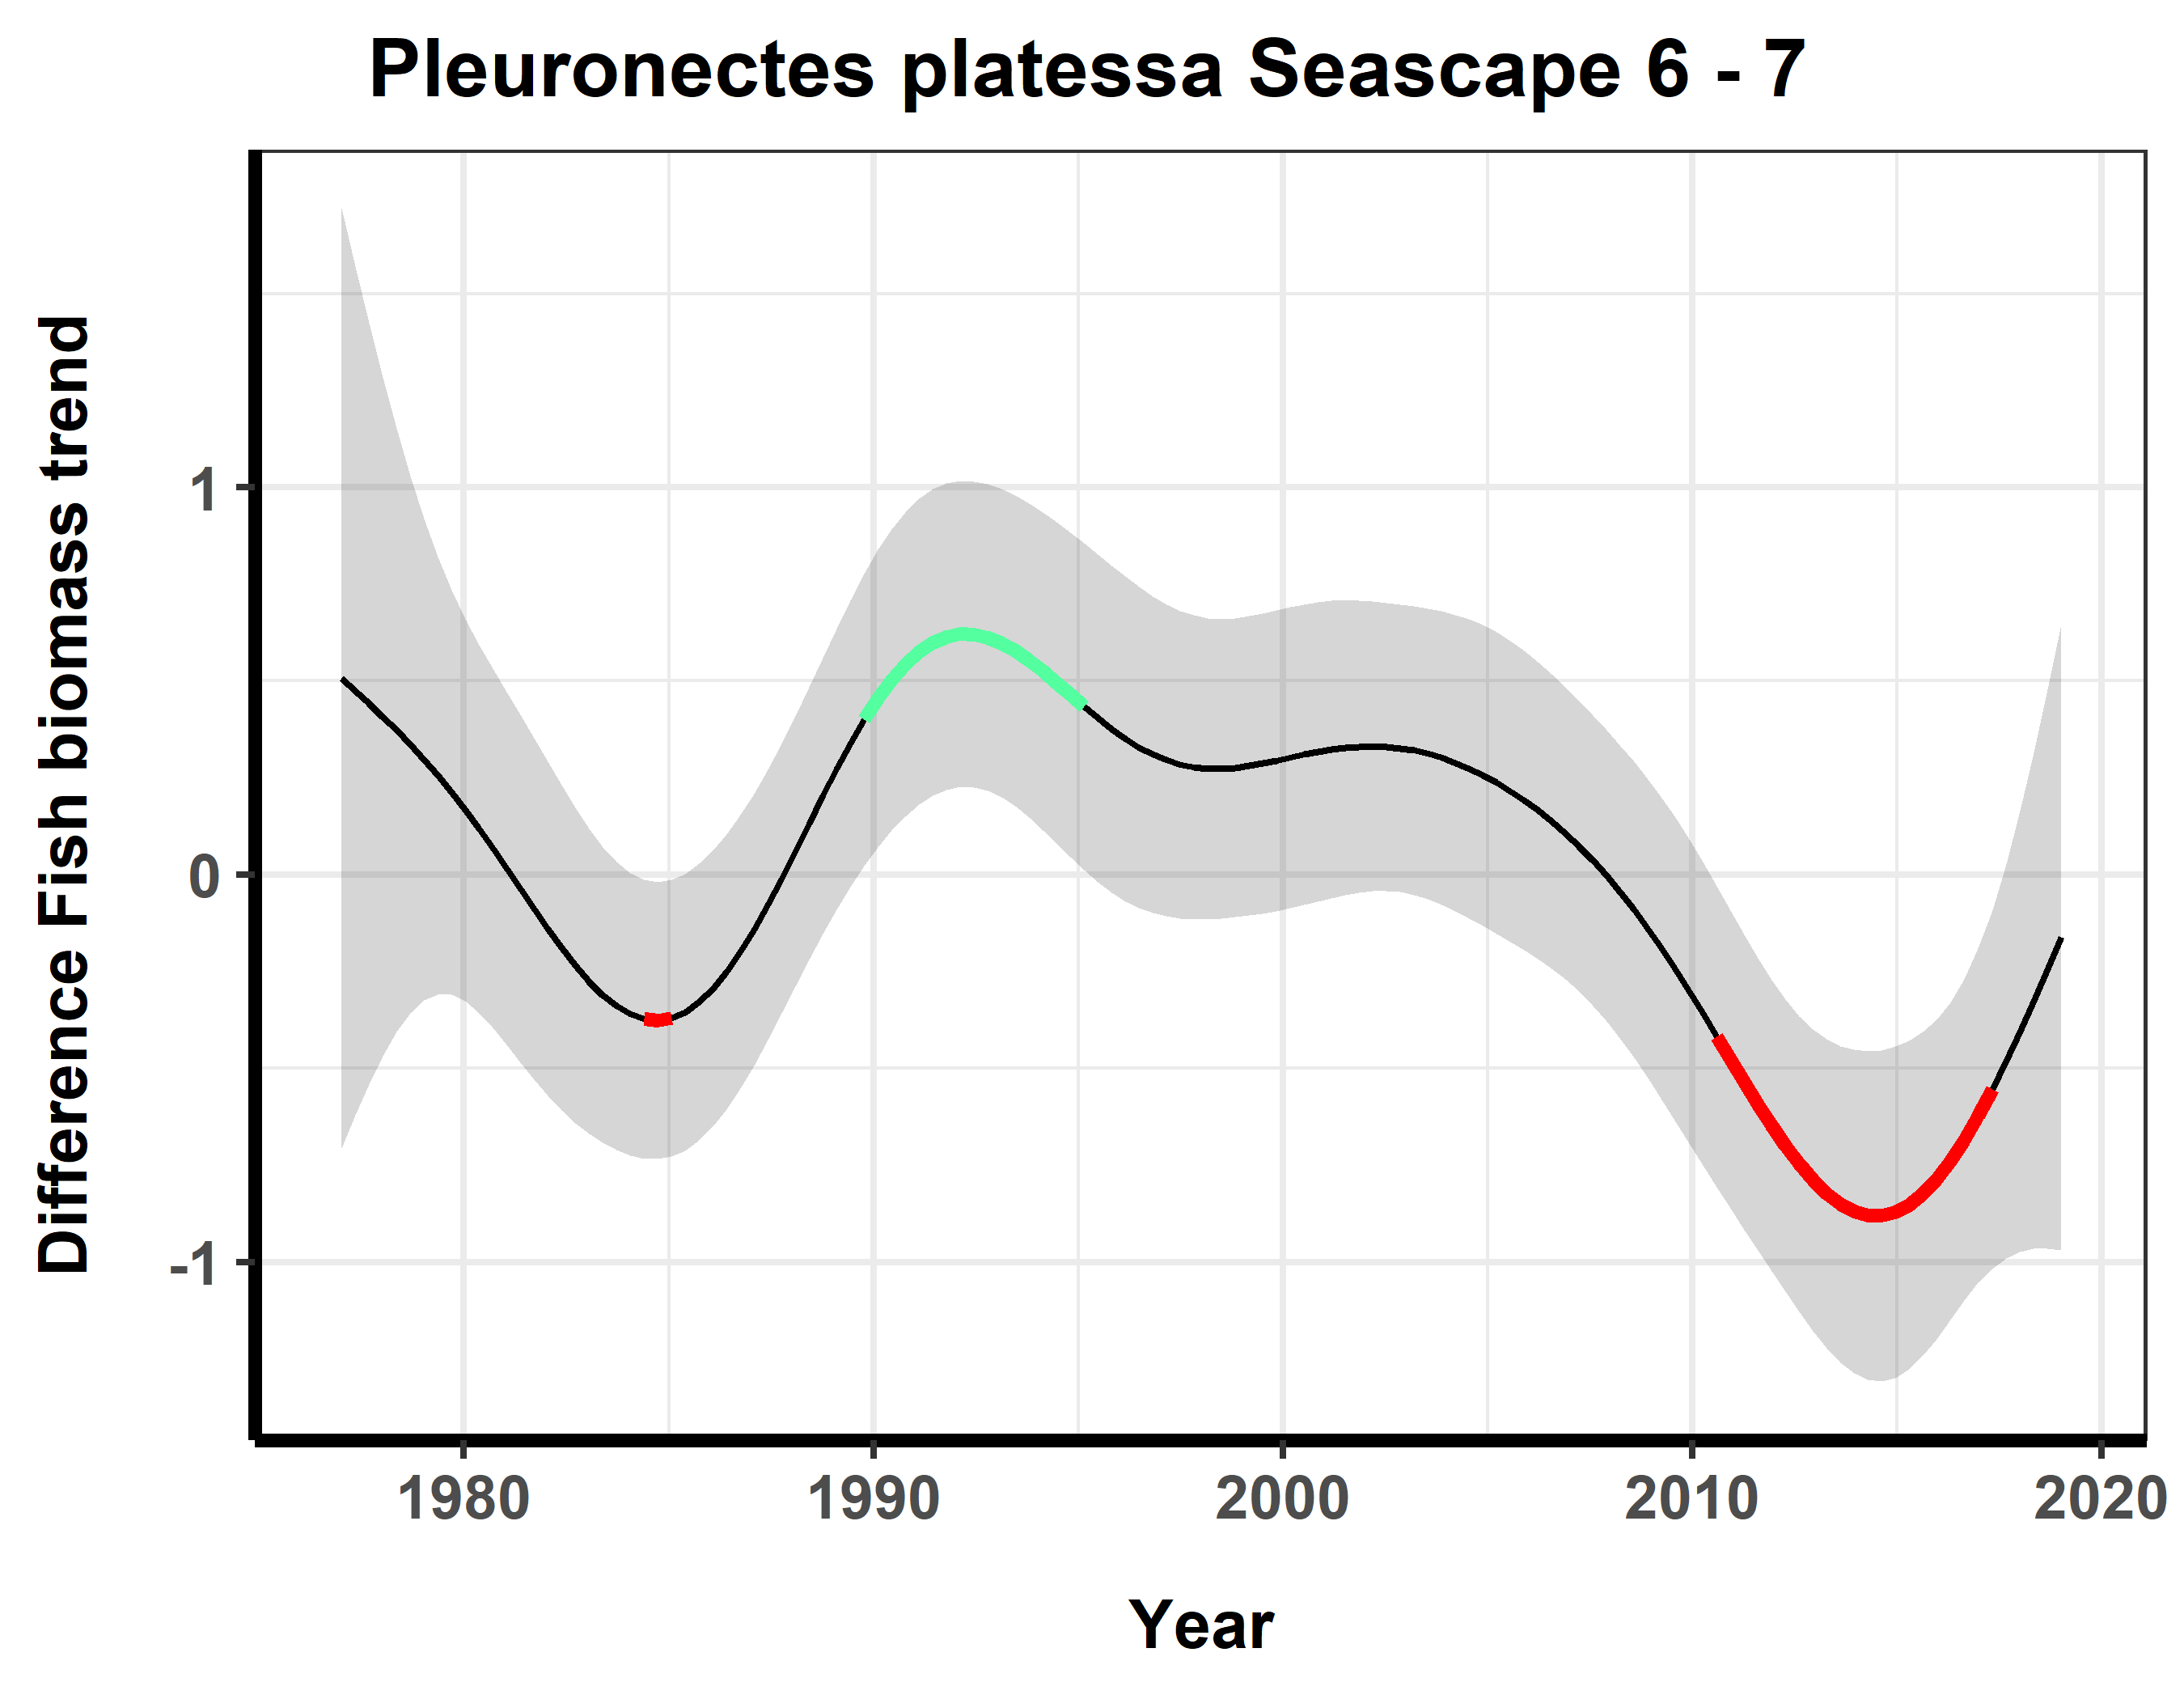 Pleuronectes platessa Seascape 6 - 7
Difference Fish biomass trend
1
0
-1
1980
1990
2000
2010
2020
Year